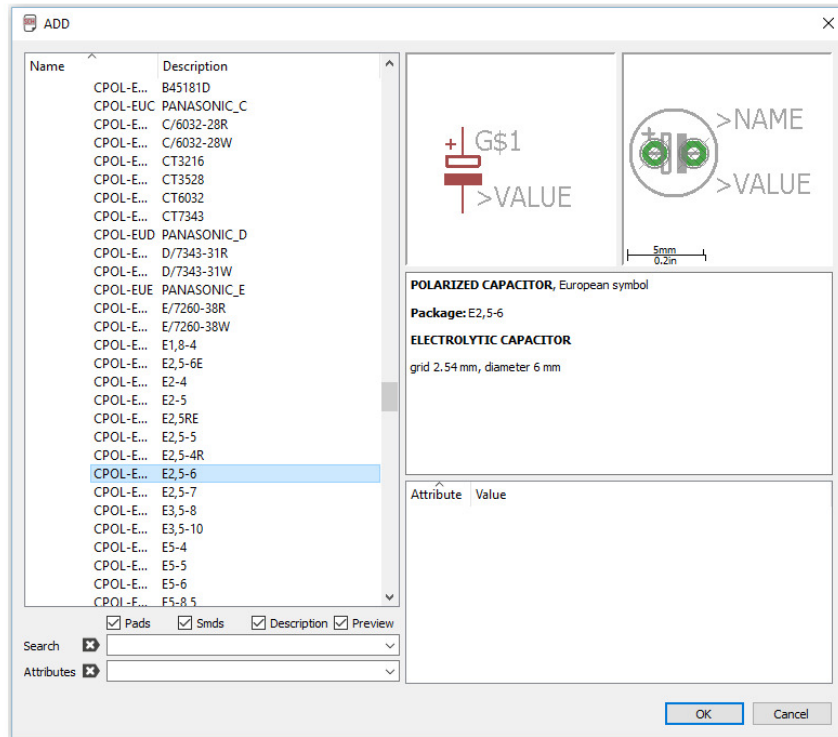 ADD
Name Description
CPOL-E... B45181D
CPOL-EUC PANASONIC_C
CPOL-E... C/6032-28R
CPOL-E... C/6032-28W
CPOL-E... CT3216
CPOL-E... CT3528
CPOL-E... CT6032
CPOL-E... CT7343
CPOL-EUD PANASONIC_D
CPOL-E... D/7343-31R
CPOL-E... D/7343-31W
CPOL-EUE PANASONIC_E
CPOL-E... E/7260-38R
CPOL-E... E/7260-38W
CPOL-E... E1,8-4
CPOL-E... E2,5-6E
CPOL-E... E2-4
CPOL-E... E2-5
CPOL-E... E2,5RE
CPOL-E... E2,5-5
CPOL-E... E2,5-4R
CPOL-E... E2,5-6
CPOL-E... E2,5-7
CPOL-E... E3,5-8
CPOL-E... E3,5-10
CPOL-E... E5-4
CPOL-E... E5-5
CPOL-E... E5-6
CPOL-E... E5-8,5
Pads Smds Description Preview
Search
Attributes
G$1
>VALUE
>NAME
>VALUE
5mm
0.2in
POLARIZED CAPACITOR, European symbol
Package: E2,5-6
ELECTROLYTIC CAPACITOR
grid 2.54 mm, diameter 6 mm
Attribute Value
OK Cancel